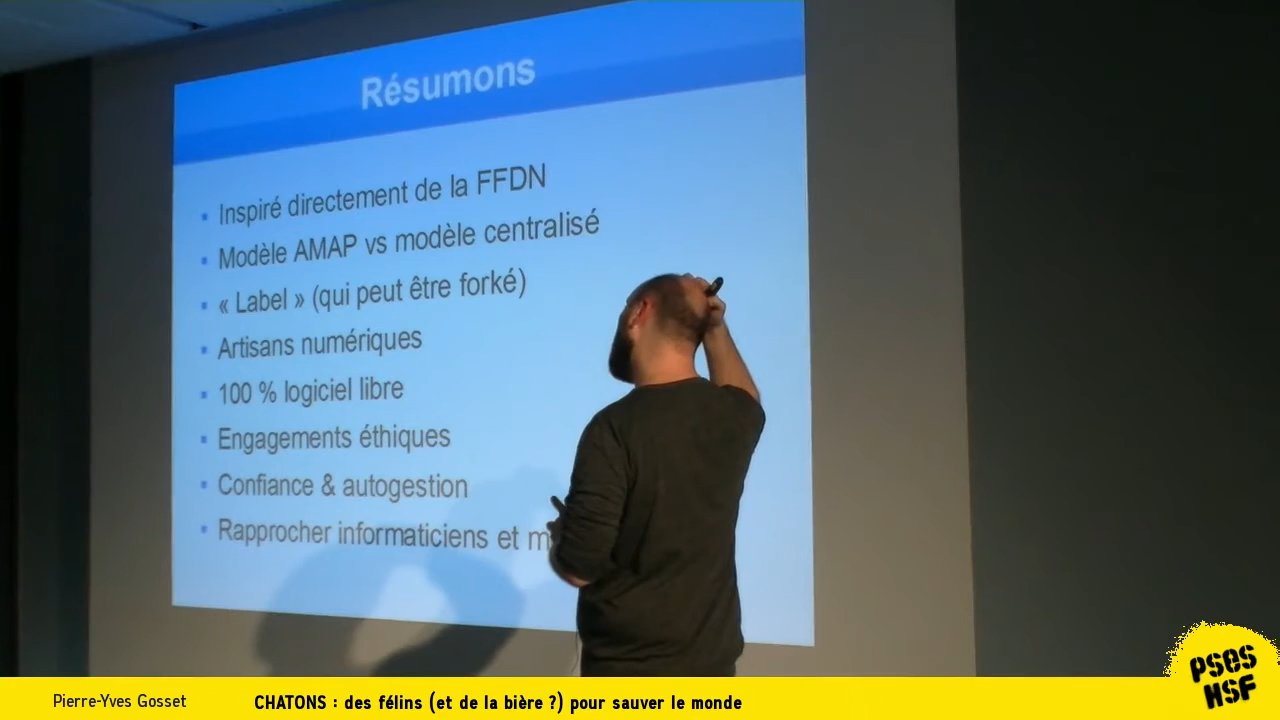 Résumons
Inspiré directement de la FFDN
Modèle AMAP vs modèle centralisé
« Label » (qui peut être forké)
Artisans numériques
100 % logiciel libre
Engagements éthiques
Confiance & autogestion
Rapprocher informaticiens et
Pierre-Yves Gosset
CHATONS : des félins (et de la bière ?) pour sauver le monde
PSES
HSF